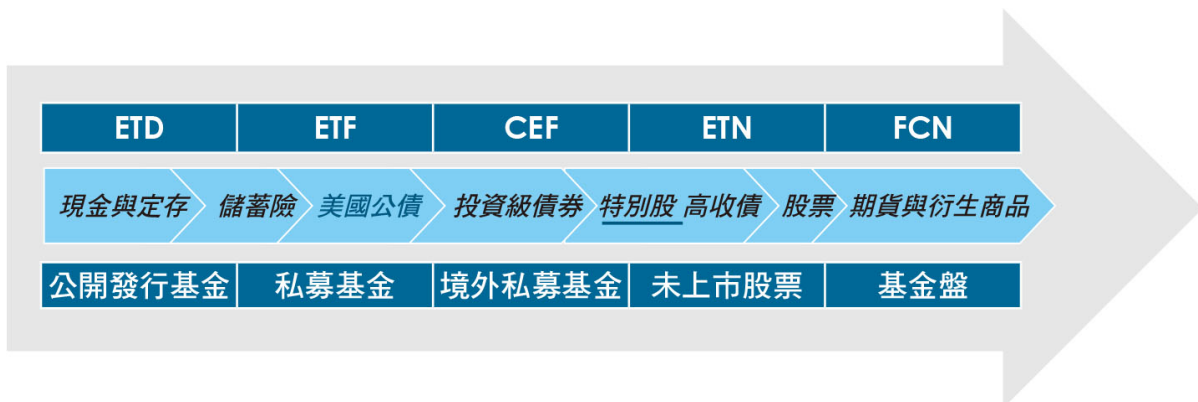 ETD ETF CEF ETN FCN
現金與定存 儲蓄險 美國公債 投資級債券 特別股 高收債 股票 期貨與衍生商品
公開發行基金 私募基金 境外私募基金 未上市股票 基金盤